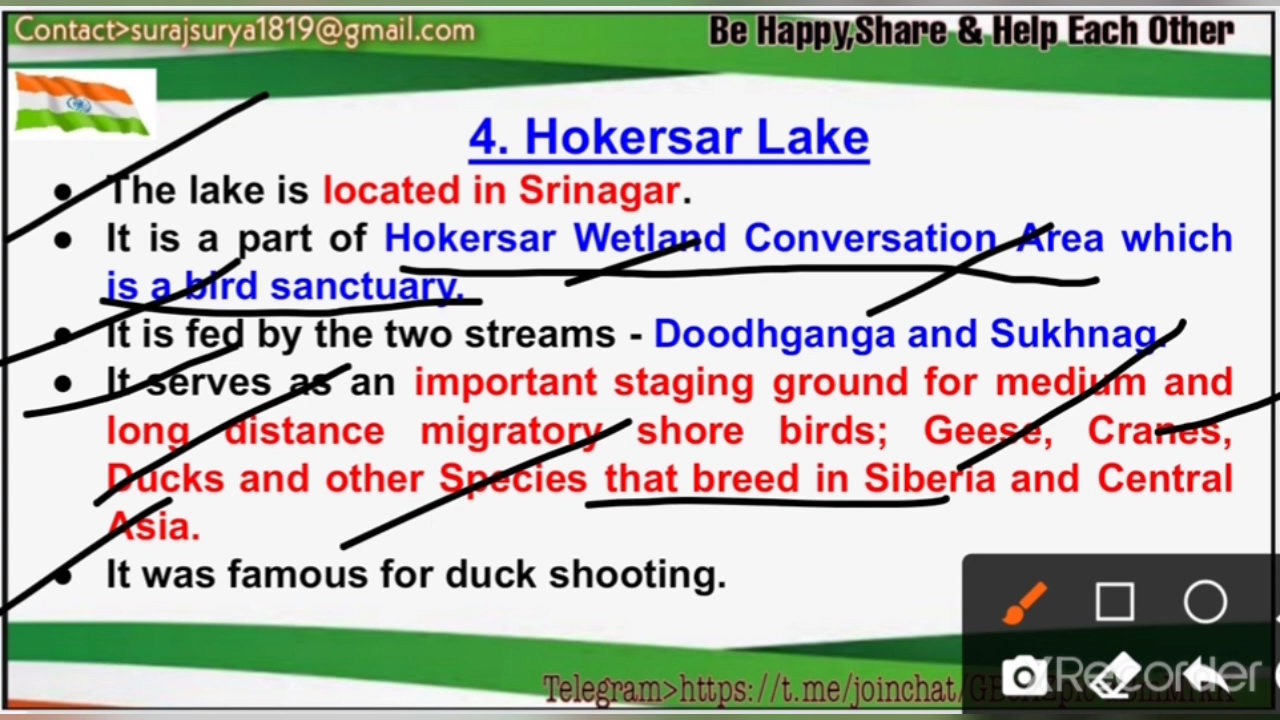 Contact>surajsurya1819@gmail.com
Be Happy,Share & Help Each Other
4. Hokersar Lake
● The lake is located in Srinagar.
● It is a part of Hokersar Wetland Conversation Area which
is a bird sanctuary.
● It is fed by the two streams - Doodhganga and Sukhnag.
● It serves as an important staging ground for medium and
long distance migratory shore birds; Geese, Cranes,
Ducks and other Species that breed in Siberia and Central
Asia.
● It was famous for duck shooting.
XRecorder
Telegram>https://t.me/joinchat/